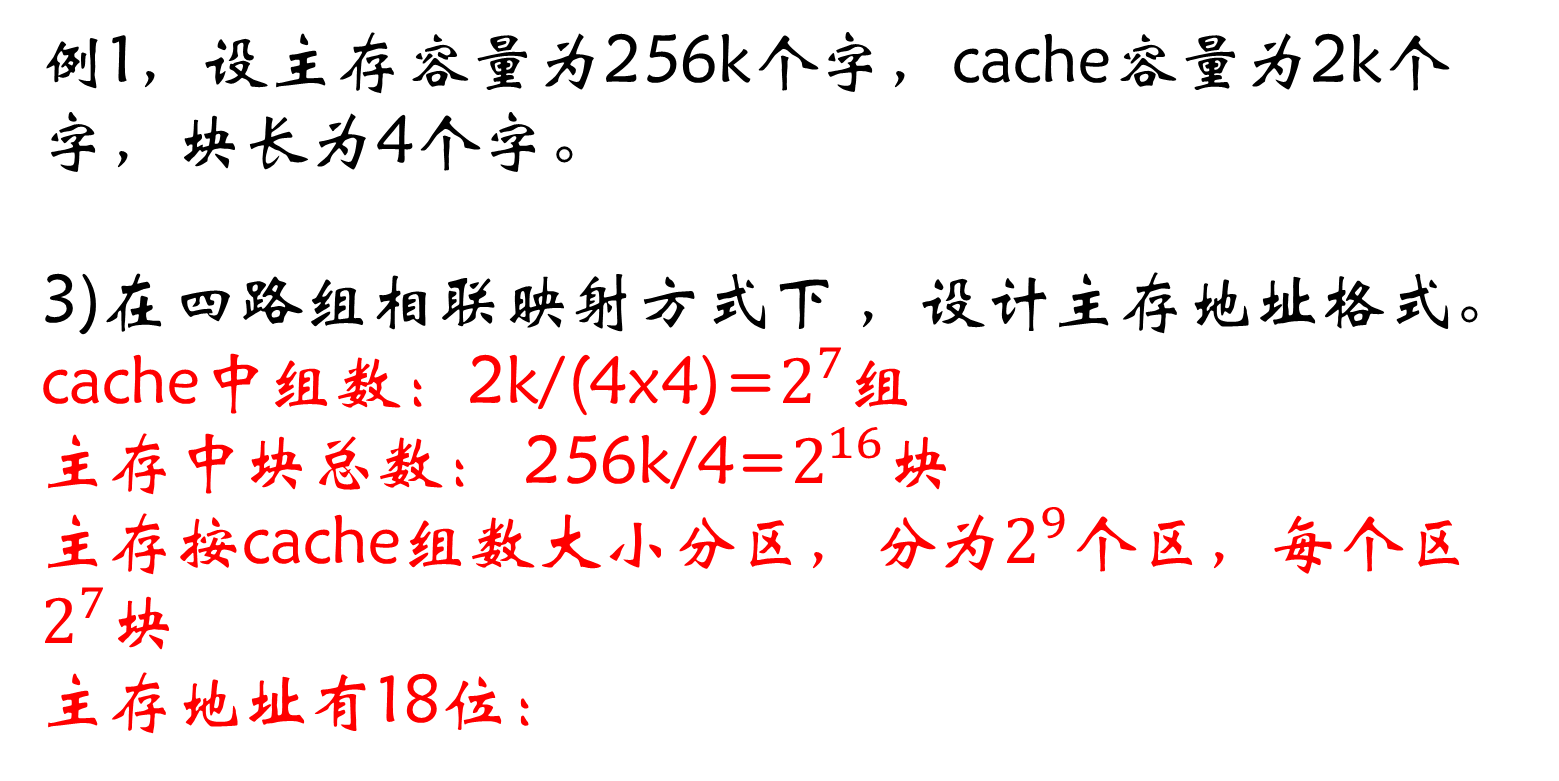 例1，设主存容量为256k个字，cache容量为2k个
字，块长为4个字。
3)在四路组相联映射方式下，设计主存地址格式。
cache中组数：2k/(4x4)=2⁷组
主存中块总数： 256k/4=2¹⁶块
主存按cache组数大小分区，分为2⁹个区，每个区
2⁷块
主存地址有18位：